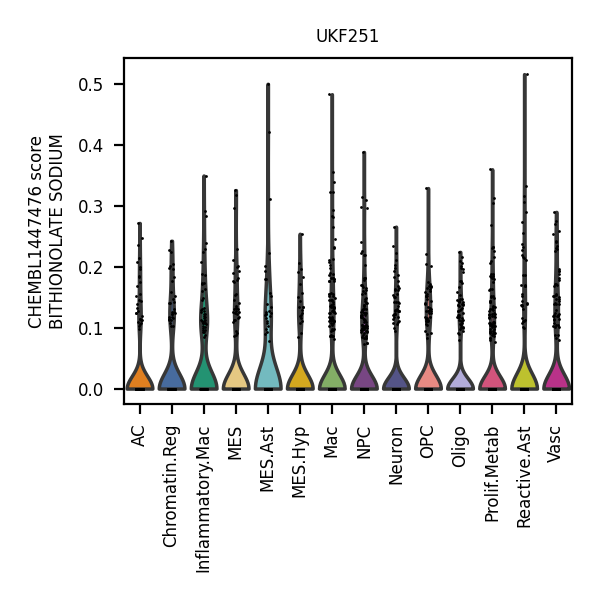 UKF251
CHEMBL1447476 score
BITHIONOLATE SODIUM
0.5
0.4
0.3
0.2
0.1
0.0
AC
Chromatin.Reg
Inflammatory.Mac
MES
MES.Ast
MES.Hyp
Mac
NPC
Neuron
OPC
Oligo
Prolif.Metab
Reactive.Ast
Vasc